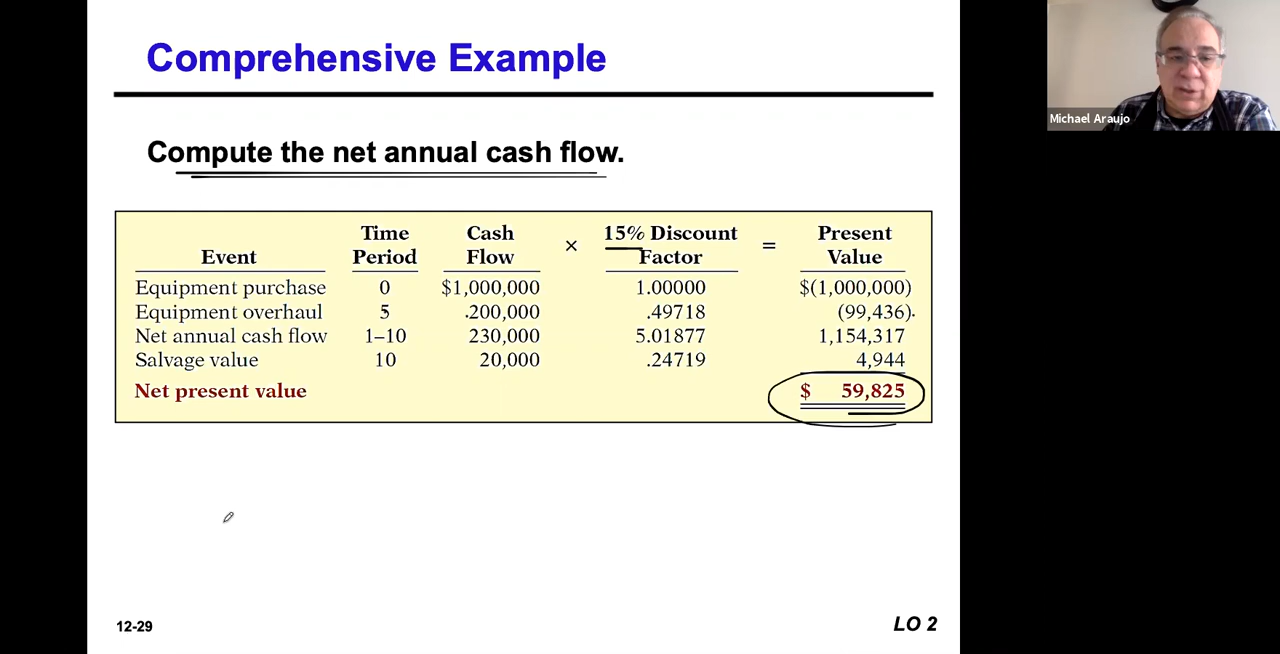 Comprehensive Example
Michael Araujo
Compute the net annual cash flow.
Time Cash 15% Discount Present
Event Period Flow × Factor = Value
Equipment purchase 0 $1,000,000 1.00000 $(1,000,000)
Equipment overhaul 5 200,000 .49718 (99,436)
Net annual cash flow 1–10 230,000 5.01877 1,154,317
Salvage value 10 20,000 .24719 4,944
Net present value $ 59,825
12-29 LO 2